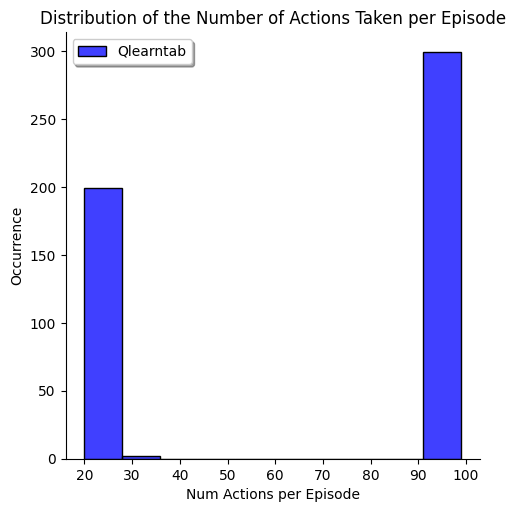 Distribution of the Number of Actions Taken per Episode
Qlearntab
300
250
200
150
100
50
0
Occurrence
20 30 40 50 60 70 80 90 100
Num Actions per Episode